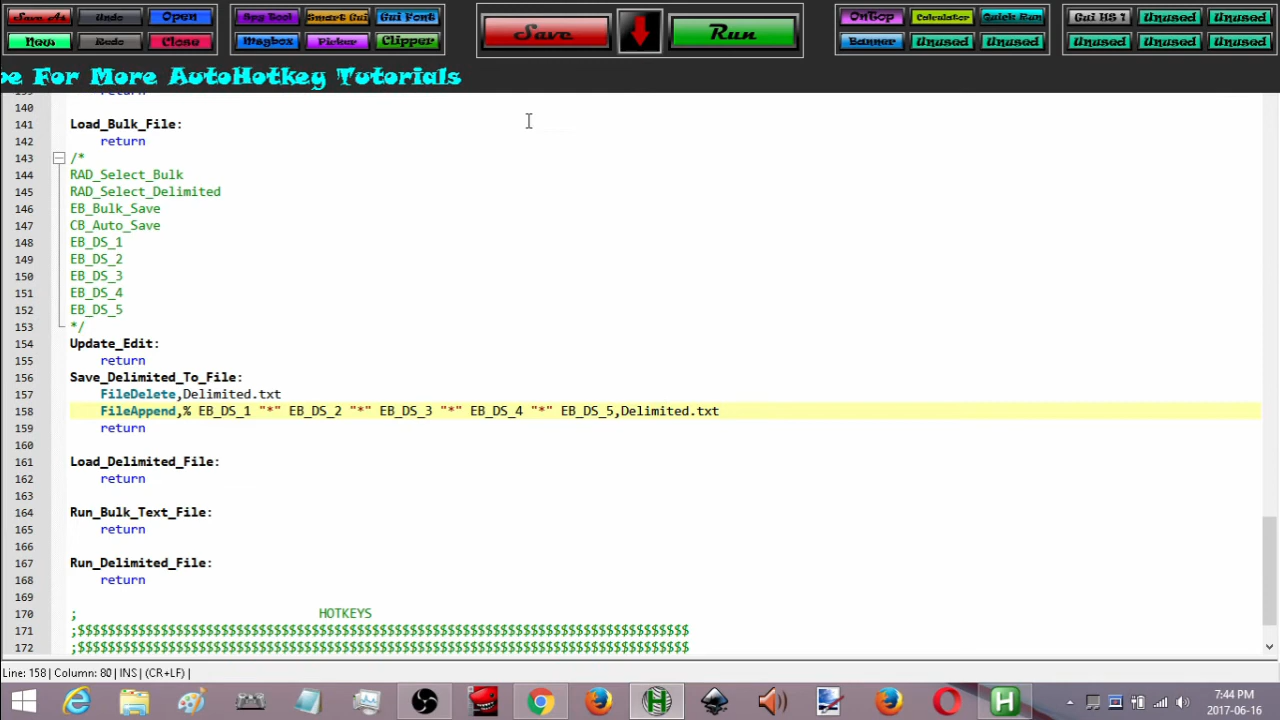 Save As Undo Open Spy Tool Smart Gui Gui Font Save Run OnTop Calculator Quick Run Gui HS 1 Unused Unused
New Redo Close Msgbox Picker Clipper Banner Unused Unused Unused Unused Unused
be For More AutoHotkey Tutorials
139 return
140
141 Load_Bulk_File:
142 return
143 /*
144 RAD_Select_Bulk
145 RAD_Select_Delimited
146 EB_Bulk_Save
147 CB_Auto_Save
148 EB_DS_1
149 EB_DS_2
150 EB_DS_3
151 EB_DS_4
152 EB_DS_5
153 */
154 Update_Edit:
155 return
156 Save_Delimited_To_File:
157 FileDelete,Delimited.txt
158 FileAppend,% EB_DS_1 "*" EB_DS_2 "*" EB_DS_3 "*" EB_DS_4 "*" EB_DS_5,Delimited.txt
159 return
160
161 Load_Delimited_File:
162 return
163
164 Run_Bulk_Text_File:
165 return
166
167 Run_Delimited_File:
168 return
169
170 ; HOTKEYS
171 ;$$$$$$$$$$$$$$$$$$$$$$$$$$$$$$$$$$$$$$$$$$$$$$$$$$$$$$$$$$$$$$$$$$$$$$$$$$$$$$$$$
172 ;$$$$$$$$$$$$$$$$$$$$$$$$$$$$$$$$$$$$$$$$$$$$$$$$$$$$$$$$$$$$$$$$$$$$$$$$$$$$$$$$$
Line: 158 | Column: 80 | INS | (CR+LF) |
7:44 PM
2017-06-16